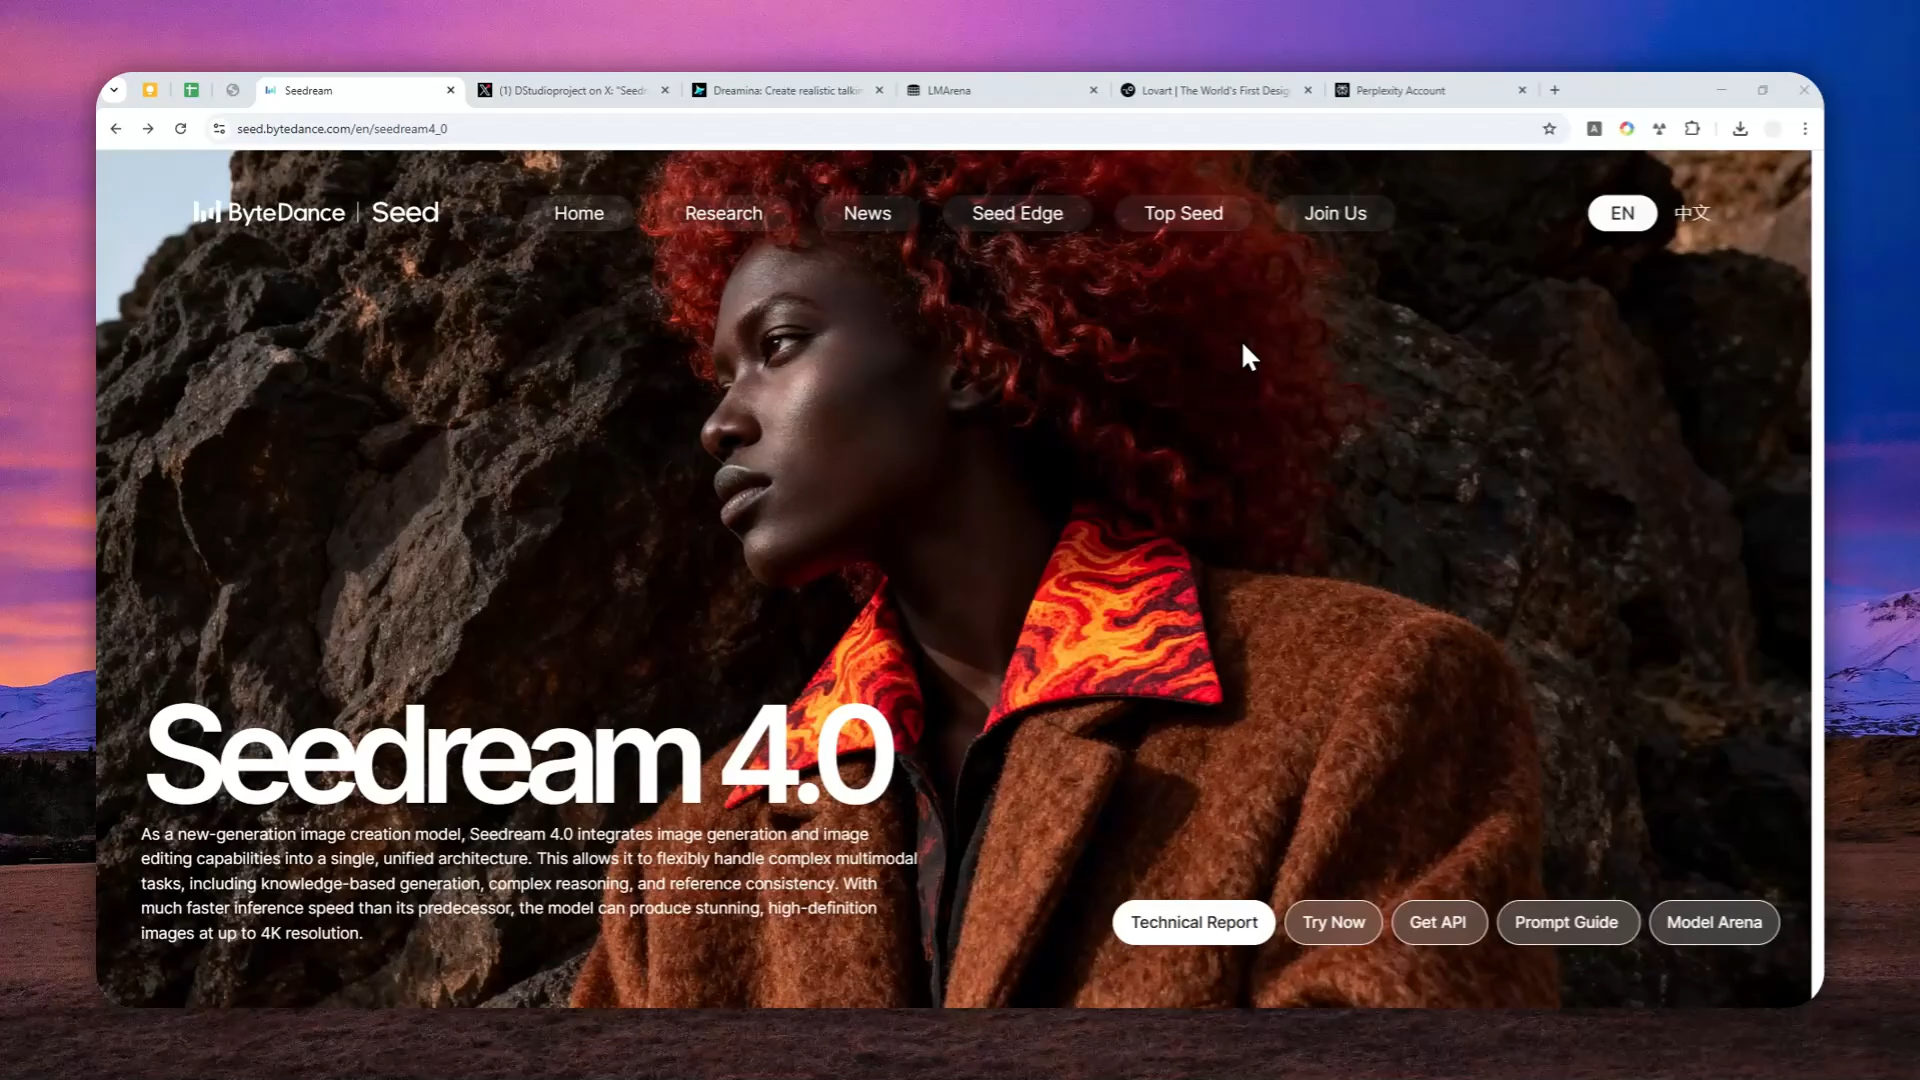 Seedream
(1) DStudioproject on X: "Seedr
Dreamina: Create realistic talkin
LMArena
Lovart | The World's First Desig
Perplexity Account
seed.bytedance.com/en/seedream4_0
A
ByteDance | Seed
Home
Research
News
Seed Edge
Top Seed
Join Us
EN
中文
Seedream 4.0
As a new-generation image creation model, Seedream 4.0 integrates image generation and image
editing capabilities into a single, unified architecture. This allows it to flexibly handle complex multimodal
tasks, including knowledge-based generation, complex reasoning, and reference consistency. With
much faster inference speed than its predecessor, the model can produce stunning, high-definition
images at up to 4K resolution.
Technical Report
Try Now
Get API
Prompt Guide
Model Arena